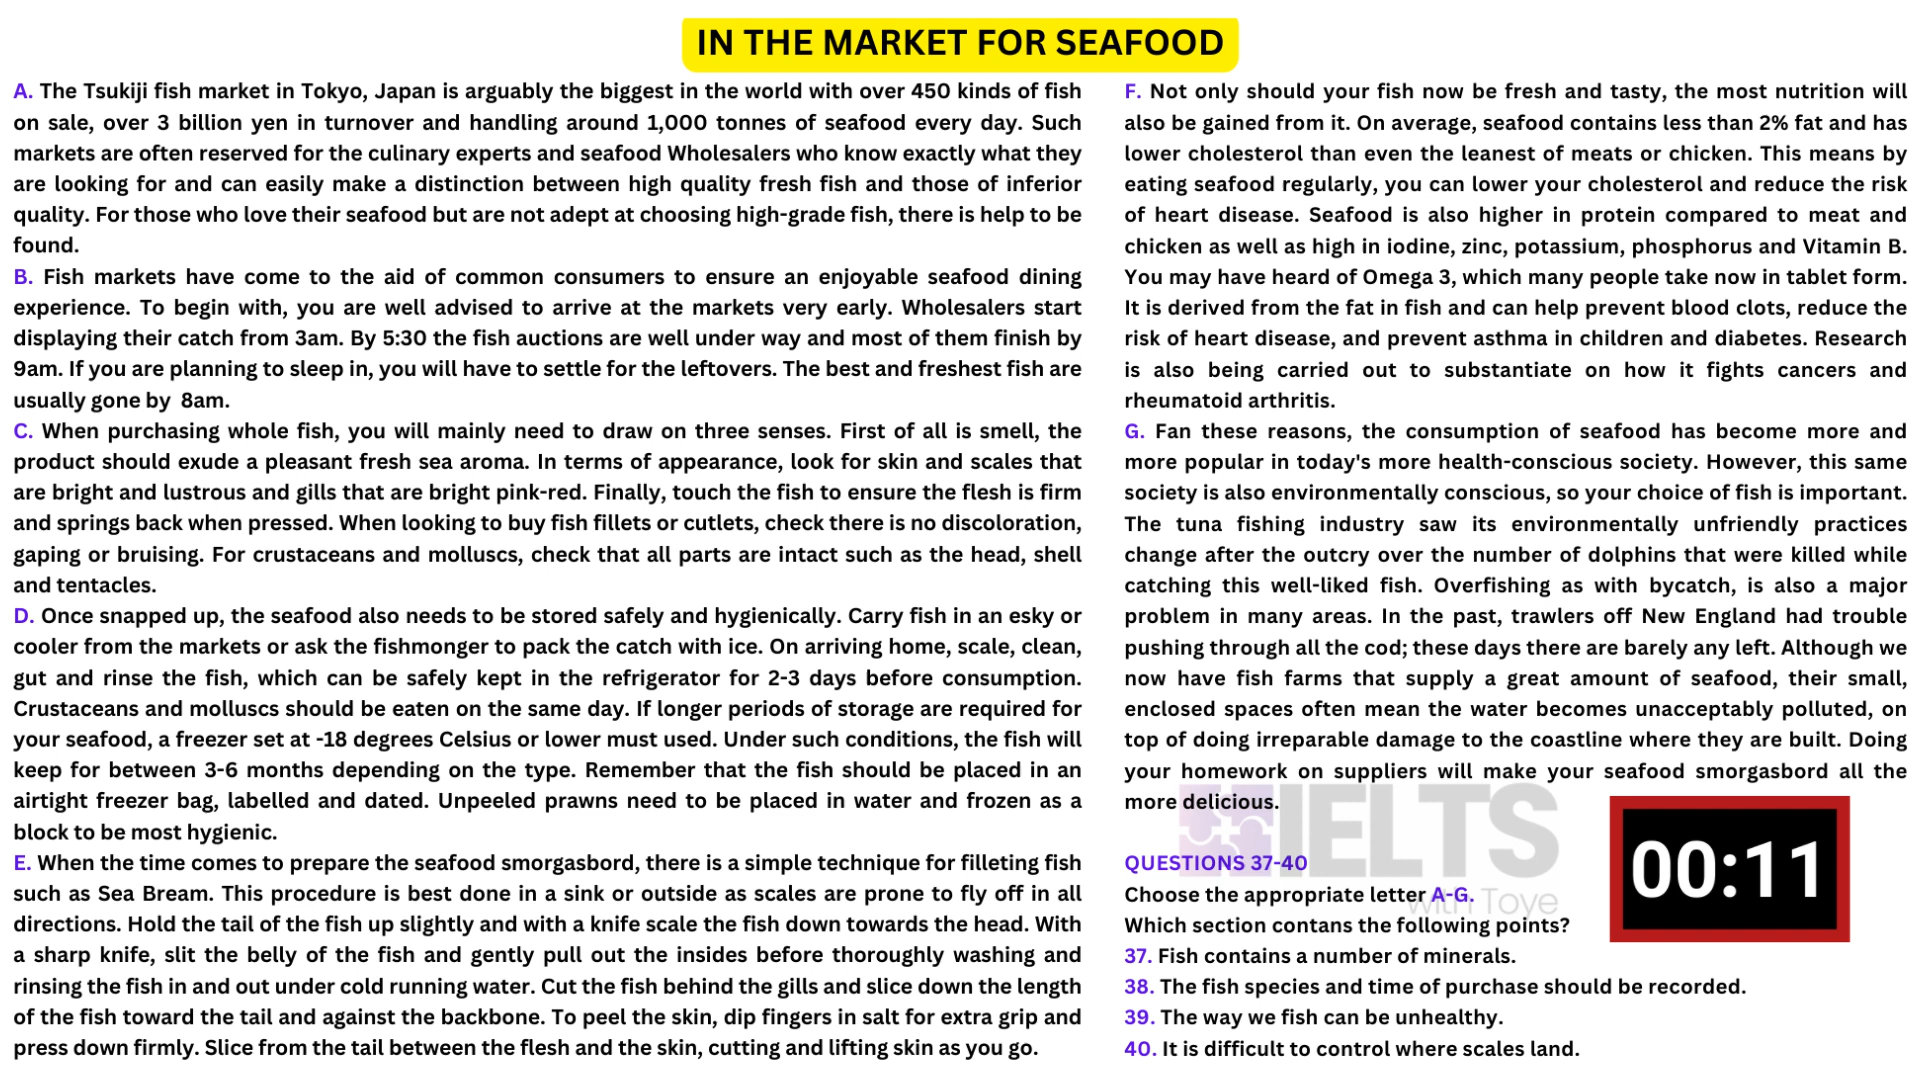 IN THE MARKET FOR SEAFOOD
A. The Tsukiji fish market in Tokyo, Japan is arguably the biggest in the world with over 450 kinds of fish
on sale, over 3 billion yen in turnover and handling around 1,000 tonnes of seafood every day. Such
markets are often reserved for the culinary experts and seafood Wholesalers who know exactly what they
are looking for and can easily make a distinction between high quality fresh fish and those of inferior
quality. For those who love their seafood but are not adept at choosing high-grade fish, there is help to be
found.
B. Fish markets have come to the aid of common consumers to ensure an enjoyable seafood dining
experience. To begin with, you are well advised to arrive at the markets very early. Wholesalers start
displaying their catch from 3am. By 5:30 the fish auctions are well under way and most of them finish by
9am. If you are planning to sleep in, you will have to settle for the leftovers. The best and freshest fish are
usually gone by 8am.
C. When purchasing whole fish, you will mainly need to draw on three senses. First of all is smell, the
product should exude a pleasant fresh sea aroma. In terms of appearance, look for skin and scales that
are bright and lustrous and gills that are bright pink-red. Finally, touch the fish to ensure the flesh is firm
and springs back when pressed. When looking to buy fish fillets or cutlets, check there is no discoloration,
gaping or bruising. For crustaceans and molluscs, check that all parts are intact such as the head, shell
and tentacles.
D. Once snapped up, the seafood also needs to be stored safely and hygienically. Carry fish in an esky or
cooler from the markets or ask the fishmonger to pack the catch with ice. On arriving home, scale, clean,
gut and rinse the fish, which can be safely kept in the refrigerator for 2-3 days before consumption.
Crustaceans and molluscs should be eaten on the same day. If longer periods of storage are required for
your seafood, a freezer set at -18 degrees Celsius or lower must used. Under such conditions, the fish will
keep for between 3-6 months depending on the type. Remember that the fish should be placed in an
airtight freezer bag, labelled and dated. Unpeeled prawns need to be placed in water and frozen as a
block to be most hygienic.
E. When the time comes to prepare the seafood smorgasbord, there is a simple technique for filleting fish
such as Sea Bream. This procedure is best done in a sink or outside as scales are prone to fly off in all
directions. Hold the tail of the fish up slightly and with a knife scale the fish down towards the head. With
a sharp knife, slit the belly of the fish and gently pull out the insides before thoroughly washing and
rinsing the fish in and out under cold running water. Cut the fish behind the gills and slice down the length
of the fish toward the tail and against the backbone. To peel the skin, dip fingers in salt for extra grip and
press down firmly. Slice from the tail between the flesh and the skin, cutting and lifting skin as you go.
F. Not only should your fish now be fresh and tasty, the most nutrition will
also be gained from it. On average, seafood contains less than 2% fat and has
lower cholesterol than even the leanest of meats or chicken. This means by
eating seafood regularly, you can lower your cholesterol and reduce the risk
of heart disease. Seafood is also higher in protein compared to meat and
chicken as well as high in iodine, zinc, potassium, phosphorus and Vitamin B.
You may have heard of Omega 3, which many people take now in tablet form.
It is derived from the fat in fish and can help prevent blood clots, reduce the
risk of heart disease, and prevent asthma in children and diabetes. Research
is also being carried out to substantiate on how it fights cancers and
rheumatoid arthritis.
G. Fan these reasons, the consumption of seafood has become more and
more popular in today's more health-conscious society. However, this same
society is also environmentally conscious, so your choice of fish is important.
The tuna fishing industry saw its environmentally unfriendly practices
change after the outcry over the number of dolphins that were killed while
catching this well-liked fish. Overfishing as with bycatch, is also a major
problem in many areas. In the past, trawlers off New England had trouble
pushing through all the cod; these days there are barely any left. Although we
now have fish farms that supply a great amount of seafood, their small,
enclosed spaces often mean the water becomes unacceptably polluted, on
top of doing irreparable damage to the coastline where they are built. Doing
your homework on suppliers will make your seafood smorgasbord all the
more delicious.
IELTS
with Toye
00:11
QUESTIONS 37-40
Choose the appropriate letter A-G.
Which section contans the following points?
37. Fish contains a number of minerals.
38. The fish species and time of purchase should be recorded.
39. The way we fish can be unhealthy.
40. It is difficult to control where scales land.